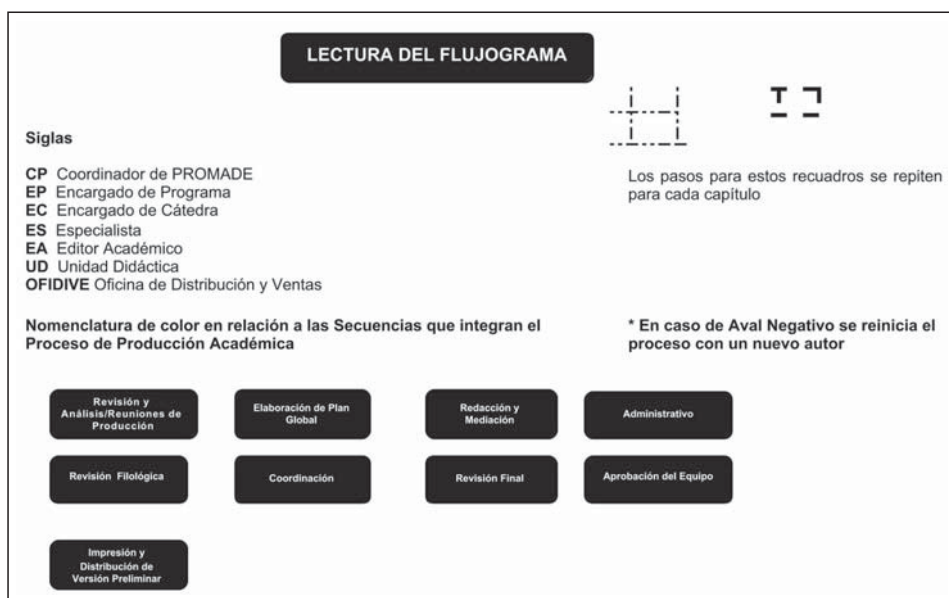 LECTURA DEL FLUJOGRAMA
Siglas
CP Coordinador de PROMADE
EP Encargado de Programa
EC Encargado de Cátedra
ES Especialista
EA Editor Académico
UD Unidad Didáctica
OFIDIVE Oficina de Distribución y Ventas
Los pasos para estos recuadros se repiten
para cada capítulo
Nomenclatura de color en relación a las Secuencias que integran el
Proceso de Producción Académica
* En caso de Aval Negativo se reinicia el
proceso con un nuevo autor
Revisión y
Análisis/Reuniones de
Producción
Elaboración de Plan
Global
Redacción y
Mediación
Administrativo
Revisión Filológica
Coordinación
Revisión Final
Aprobación del Equipo
Impresión y
Distribución de
Versión Preliminar